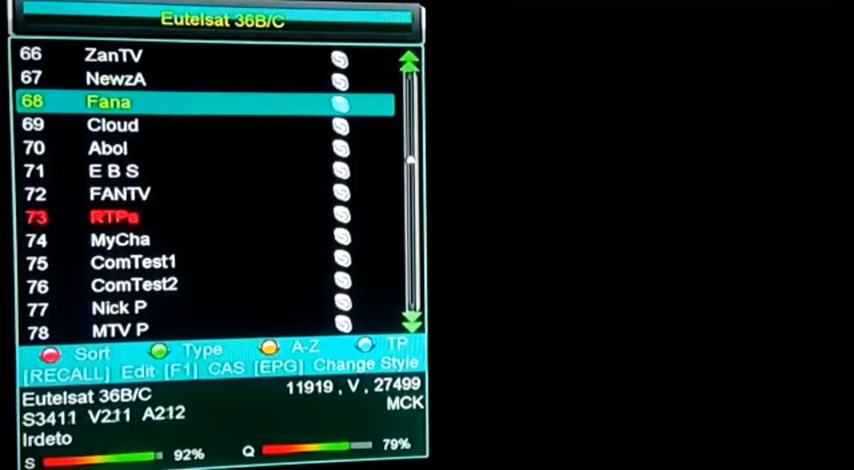 Eutelsat 36B/C
66 ZanTV
67 NewzA
68 Fana
69 Cloud
70 Abol
71 E B S
72 FANTV
73 RTPa
74 MyCha
75 ComTest1
76 ComTest2
77 Nick P
78 MTV P
Sort Type A-Z TP
[RECALL] Edit [F1] CAS [EPG] Change Style
Eutelsat 36B/C 11919 , V , 27499
S3411 V211 A212 MCK
Irdeto
S 92% Q 79%